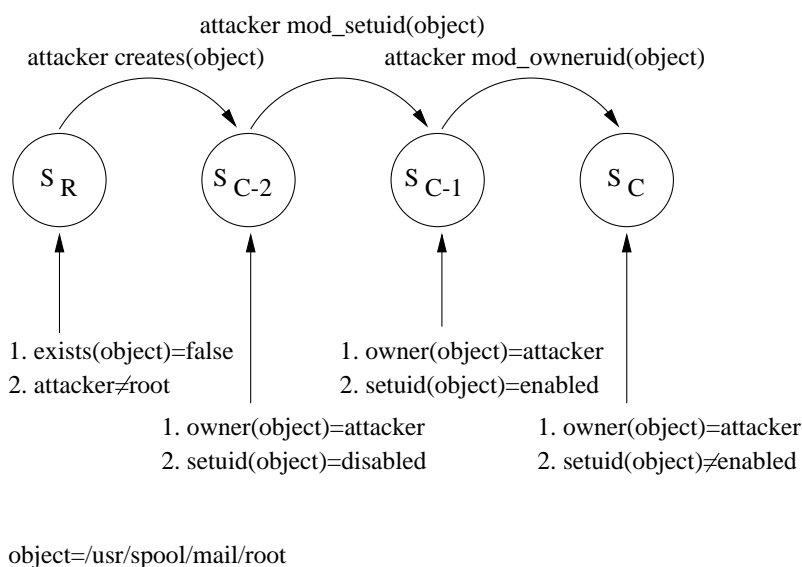 attacker mod_setuid(object)
attacker creates(object)
attacker mod_owneruid(object)
S R
S C-2
S C-1
S C
1. exists(object)=false
2. attacker≠root
1. owner(object)=attacker
2. setuid(object)=disabled
1. owner(object)=attacker
2. setuid(object)=enabled
1. owner(object)=attacker
2. setuid(object)≠enabled
object=/usr/spool/mail/root